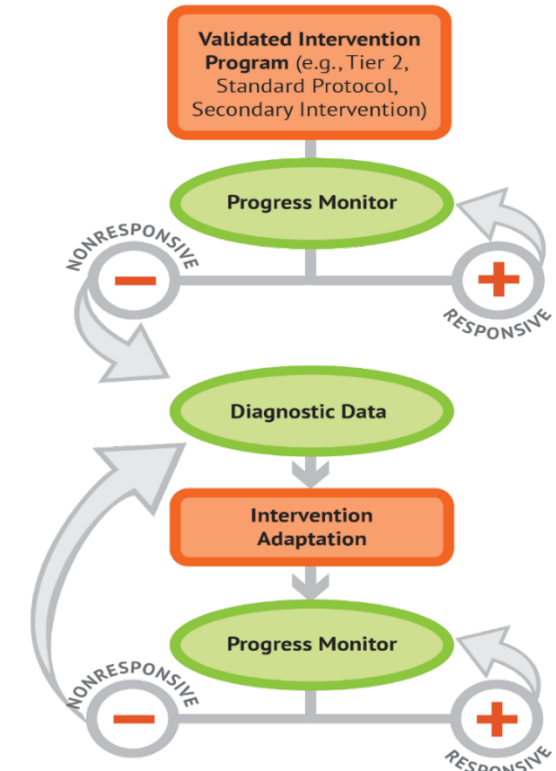 Validated Intervention
Program (e.g., Tier 2,
Standard Protocol,
Secondary Intervention)
Progress Monitor
NONRESPONSIVE
RESPONSIVE
Diagnostic Data
Intervention
Adaptation
Progress Monitor
NONRESPONSIVE
RESPONSIVE